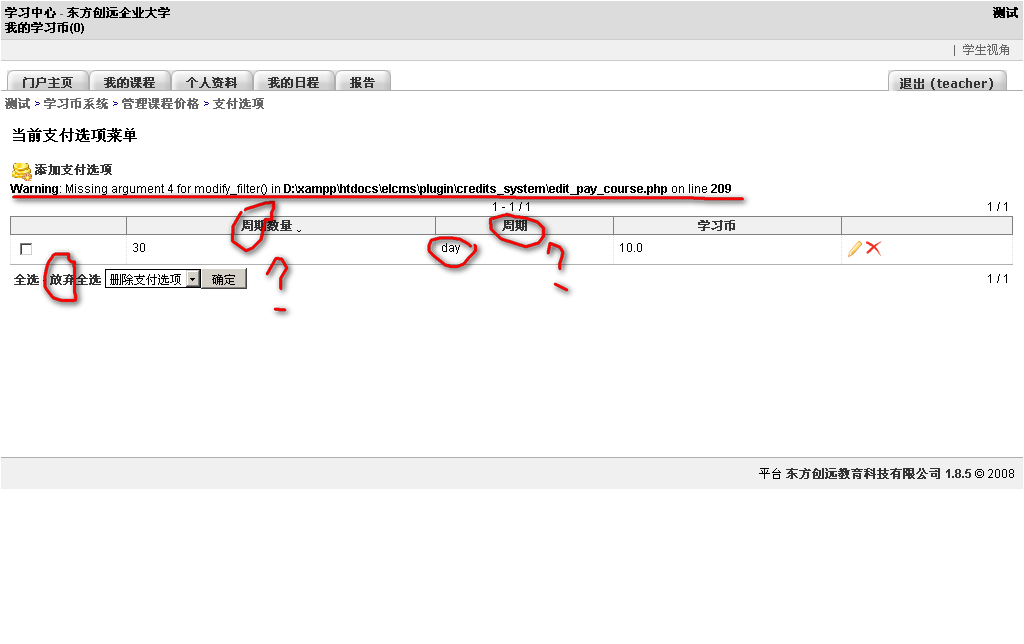 学习中心 - 东方创远企业大学
测试
我的学习币(0)
| 学生视角
门户主页 我的课程 个人资料 我的日程 报告 退出 (teacher)
测试 > 学习币系统 > 管理课程价格 > 支付选项
当前支付选项菜单
添加支付选项
Warning: Missing argument 4 for modify_filter() in D:\xampp\htdocs\elcms\plugin\credits_system\edit_pay_course.php on line 209
1 - 1 / 1 1 / 1
周期数量 周期 学习币
30 day 10.0
? ?
全选 放弃全选 删除支付选项 确定 1 / 1
平台 东方创远教育科技有限公司 1.8.5 © 2008